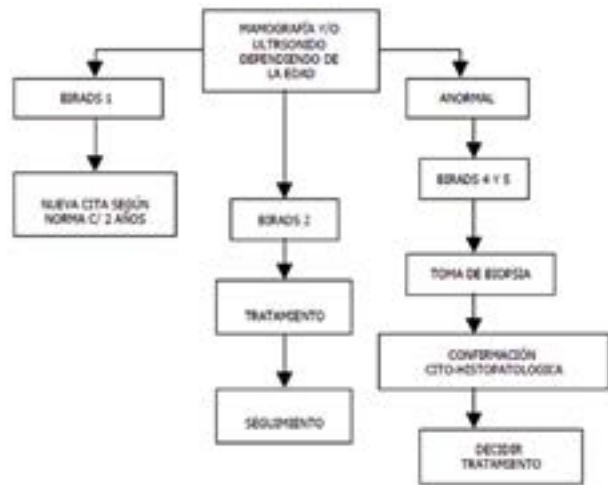 MAMOGRAFÍA Y/O
ULTRSONIDO
DEPENDIENDO DE
LA EDAD
BIRADS 1
ANORMAL
NUEVA CITA SEGÚN
NORMA C/ 2 AÑOS
BIRADS 4 Y 5
BIRADS 2
TOMA DE BIOPSIA
TRATAMIENTO
CONFIRMACIÓN
CITO-HISTOPATOLOGICA
SEGUIMIENTO
DECIDIR
TRATAMIENTO